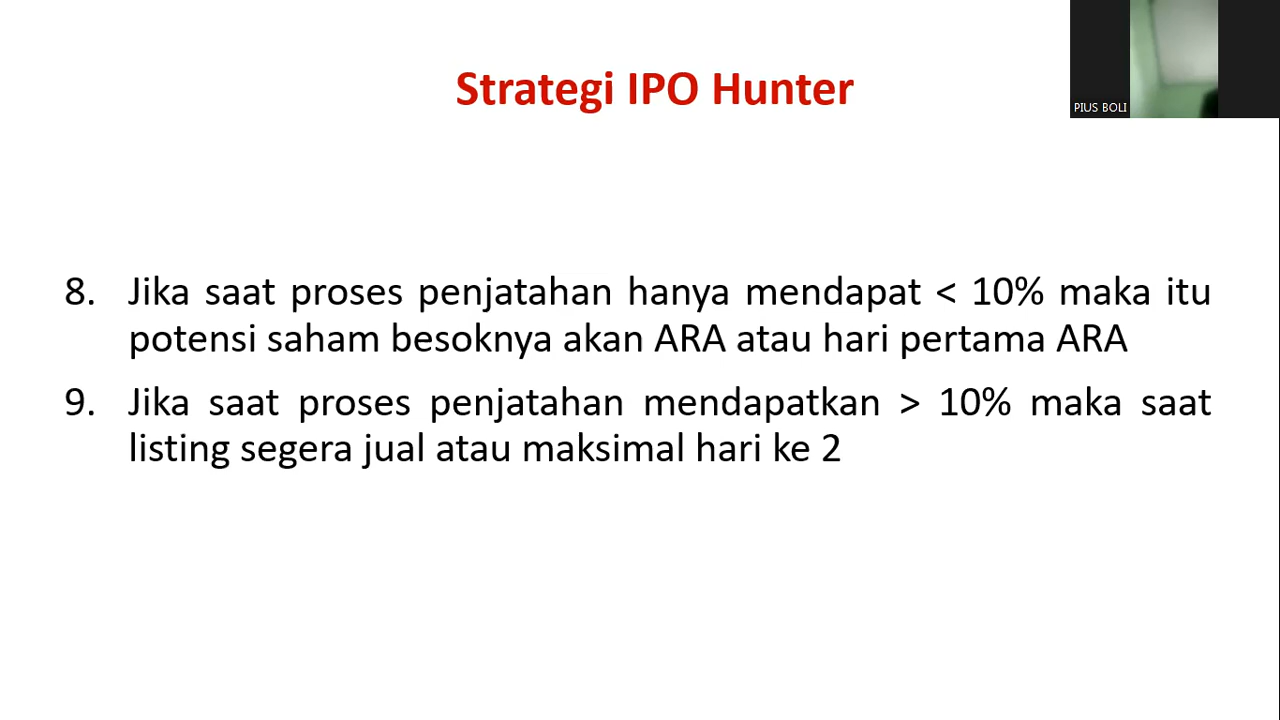 Strategi IPO Hunter
PIUS BOLI
8. Jika saat proses penjatahan hanya mendapat < 10% maka itu
potensi saham besoknya akan ARA atau hari pertama ARA
9. Jika saat proses penjatahan mendapatkan > 10% maka saat
listing segera jual atau maksimal hari ke 2